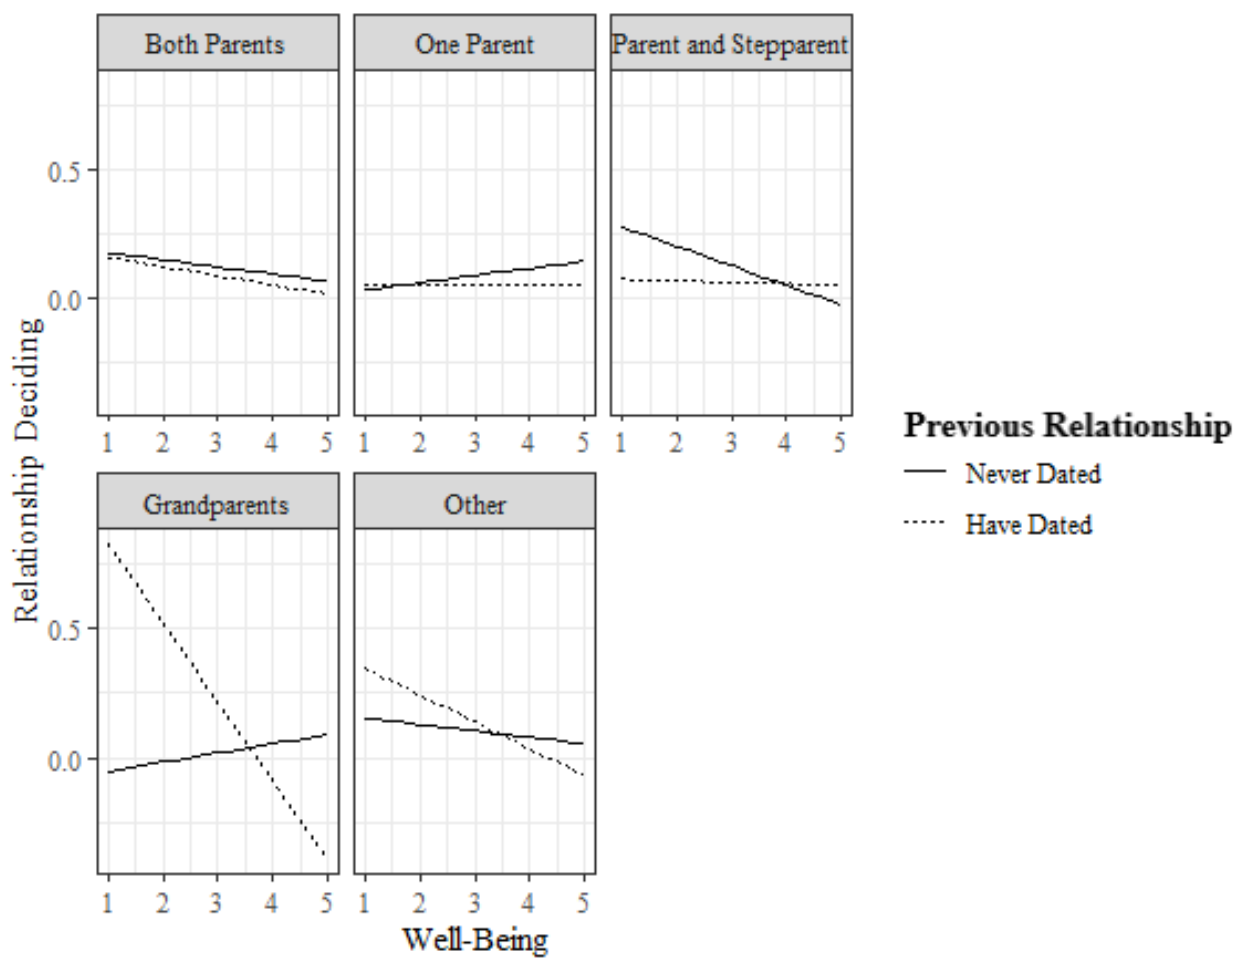 Both Parents
One Parent
Parent and Stepparent
0.5
0.0
1 2 3 4 5
1 2 3 4 5
1 2 3 4 5
Relationship Deciding
Grandparents
Other
0.5
0.0
1 2 3 4 5
1 2 3 4 5
Well-Being
Previous Relationship
Never Dated
Have Dated